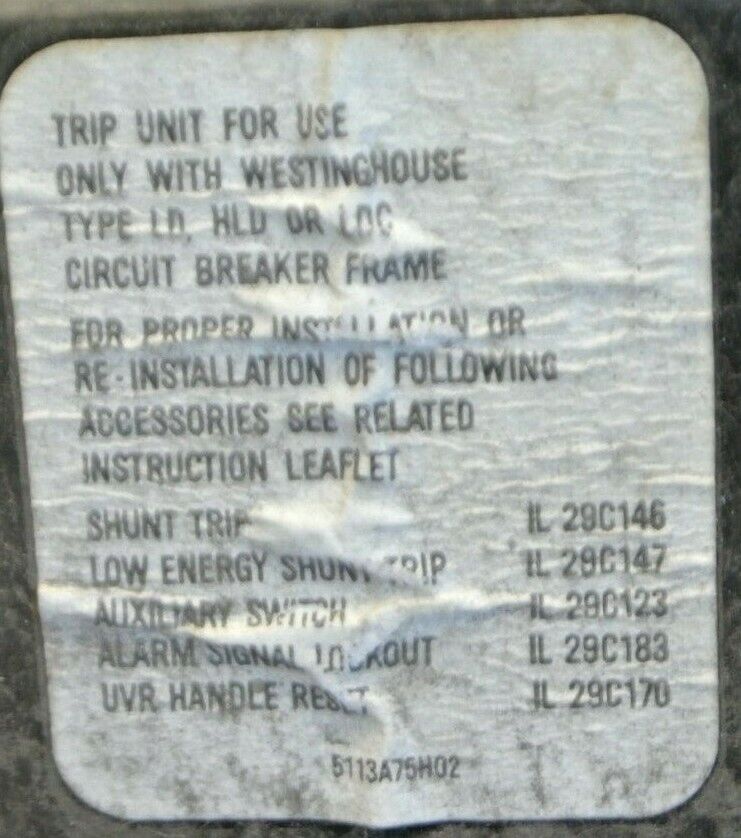 TRIP UNIT FOR USE
ONLY WITH WESTINGHOUSE
TYPE LD, HLD OR LDC
CIRCUIT BREAKER FRAME
FOR PROPER INSTALLATION OR
RE-INSTALLATION OF FOLLOWING
ACCESSORIES SEE RELATED
INSTRUCTION LEAFLET
SHUNT TRIP IL 29C146
LOW ENERGY SHUNT TRIP IL 29C147
AUXILIARY SWITCH IL 29C123
ALARM SIGNAL LOCKOUT IL 29C183
UVR HANDLE RESET IL 29C170
5113A75H02